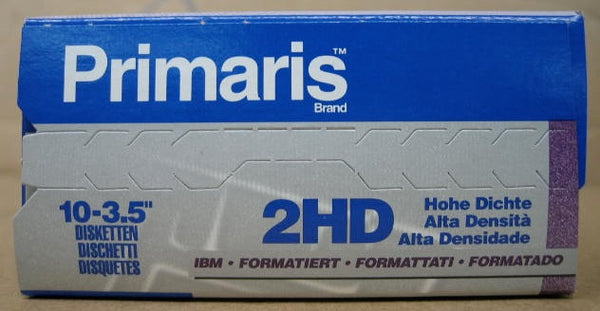 Primaris™
Brand
10-3.5"
DISKETTEN
DISCHETTI
DISQUETES
2HD
Hohe Dichte
Alta Densità
Alta Densidade
IBM · FORMATIERT · FORMATTATI · FORMATADO